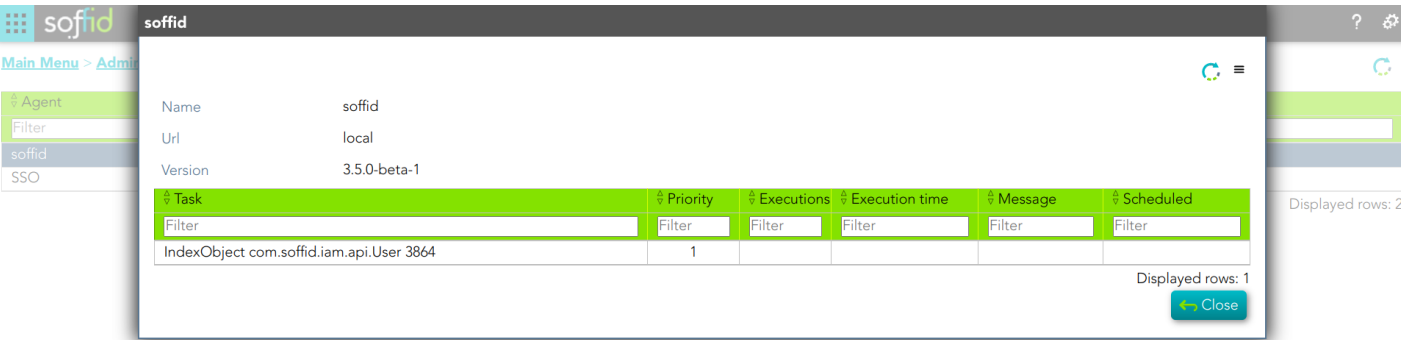 soffid
soffid
?
Main Menu > Admi
Name soffid
Url local
Version 3.5.0-beta-1
Agent
Filter
soffid
SSO
Task Priority Executions Execution time Message Scheduled
Filter Filter Filter Filter Filter Filter
IndexObject com.soffid.iam.api.User 3864 1
Displayed rows: 1
Close
Displayed rows: 2